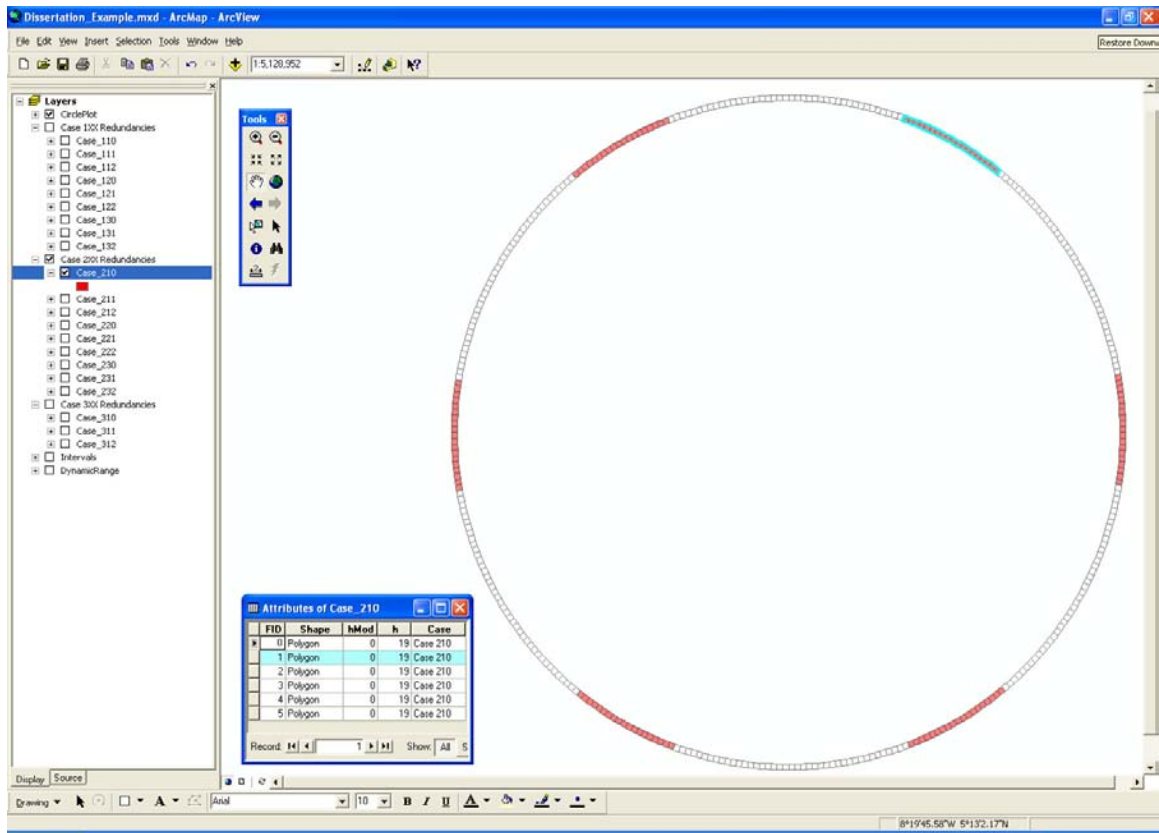 Dissertation_Example.mxd - ArcMap - ArcView
File Edit View Insert Selection Tools Window Help
Restore Down
1:5,128,952
Layers
CirclePlot
Case 1XX Redundancies
Case_110
Case_111
Case_112
Case_120
Case_121
Case_122
Case_130
Case_131
Case_132
Case 2XX Redundancies
Case_210
Case_211
Case_212
Case_220
Case_221
Case_222
Case_230
Case_231
Case_232
Case 3XX Redundancies
Case_310
Case_311
Case_312
Intervals
DynamicRange
Tools
Attributes of Case_210
FID Shape hMod h Case
0 Polygon 0 19 Case 210
1 Polygon 0 19 Case 210
2 Polygon 0 19 Case 210
3 Polygon 0 19 Case 210
4 Polygon 0 19 Case 210
5 Polygon 0 19 Case 210
Record: 1 Show: All S
Display Source
Drawing A Arial 10 B I U A
8°19'45.58"W 5°13'2.17"N